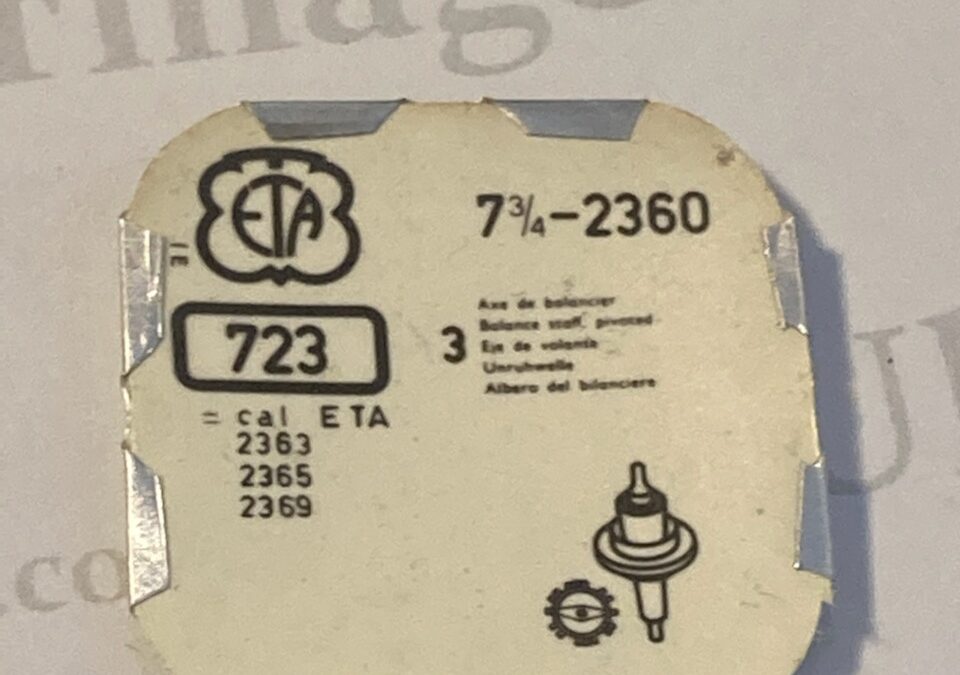 ETA
7¾–2360
723
3
Axe de balancier
Balance staff, pivoted
Eje de volante
Unruhwelle
Albero del bilanciere
= cal ETA
2363
2365
2369